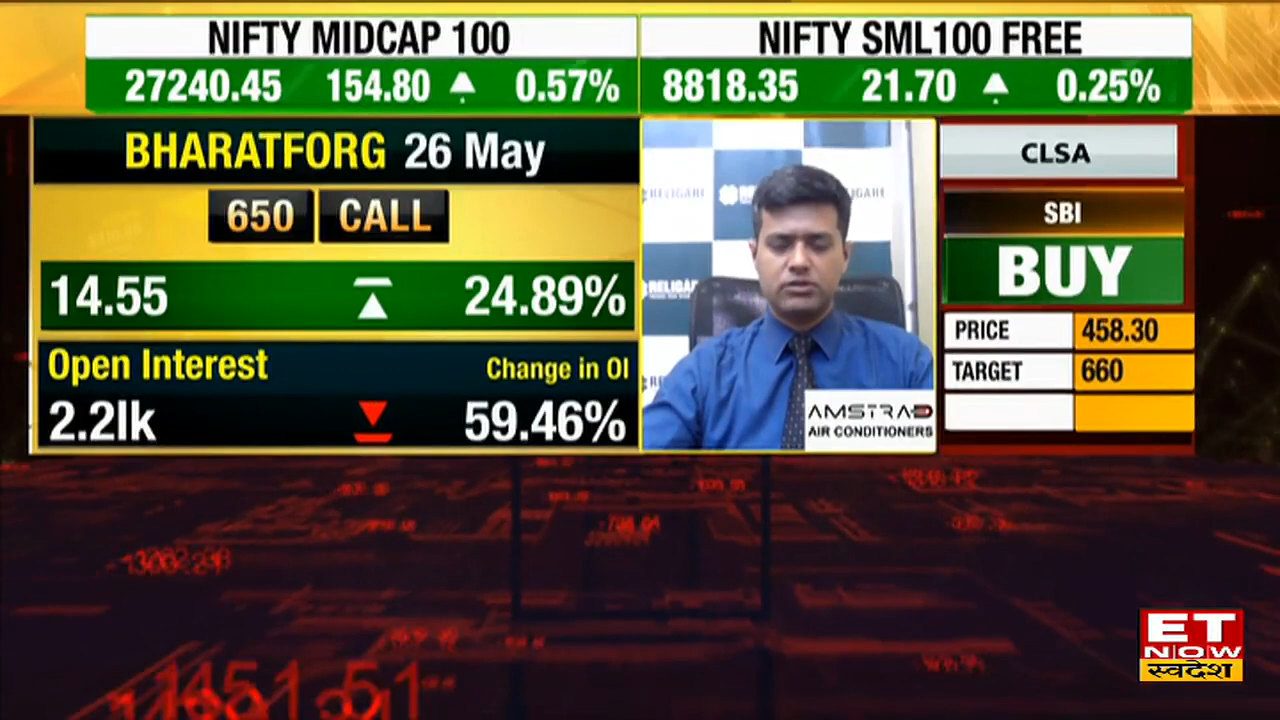 NIFTY MIDCAP 100
27240.45 154.80 0.57%
NIFTY SML100 FREE
8818.35 21.70 0.25%
BHARATFORG 26 May
650 CALL
14.55 24.89%
Open Interest Change in OI
2.2lk 59.46%
RELIGARE
AMSTRAD
AIR CONDITIONERS
CLSA
SBI
BUY
PRICE 458.30
TARGET 660
1451.51
ET
NOW
स्वदेश